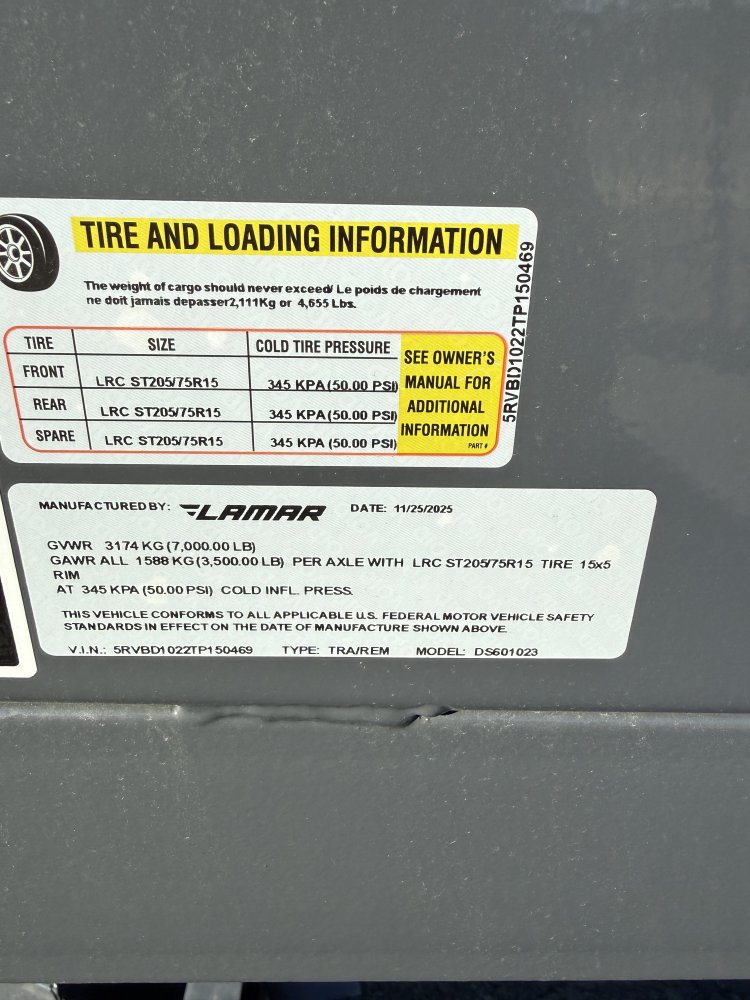 TIRE AND LOADING INFORMATION
The weight of cargo should never exceed/ Le poids de chargement
ne doit jamais depasser2,111Kg or 4,655 Lbs.
TIRE SIZE COLD TIRE PRESSURE
FRONT LRC ST205/75R15 345 KPA (50.00 PSI)
REAR LRC ST205/75R15 345 KPA (50.00 PSI)
SPARE LRC ST205/75R15 345 KPA (50.00 PSI)
SEE OWNER'S
MANUAL FOR
ADDITIONAL
INFORMATION
PART #
5RVBD1022TP150469
MANUFACTURED BY: LAMAR DATE: 11/25/2025
GVWR 3174 KG (7,000.00 LB)
GAWR ALL 1588 KG (3,500.00 LB) PER AXLE WITH LRC ST205/75R15 TIRE 15x5
RIM
AT 345 KPA (50.00 PSI) COLD INFL. PRESS.
THIS VEHICLE CONFORMS TO ALL APPLICABLE U.S. FEDERAL MOTOR VEHICLE SAFETY
STANDARDS IN EFFECT ON THE DATE OF MANUFACTURE SHOWN ABOVE.
V.I.N.: 5RVBD1022TP150469 TYPE: TRA/REM MODEL: DS601023